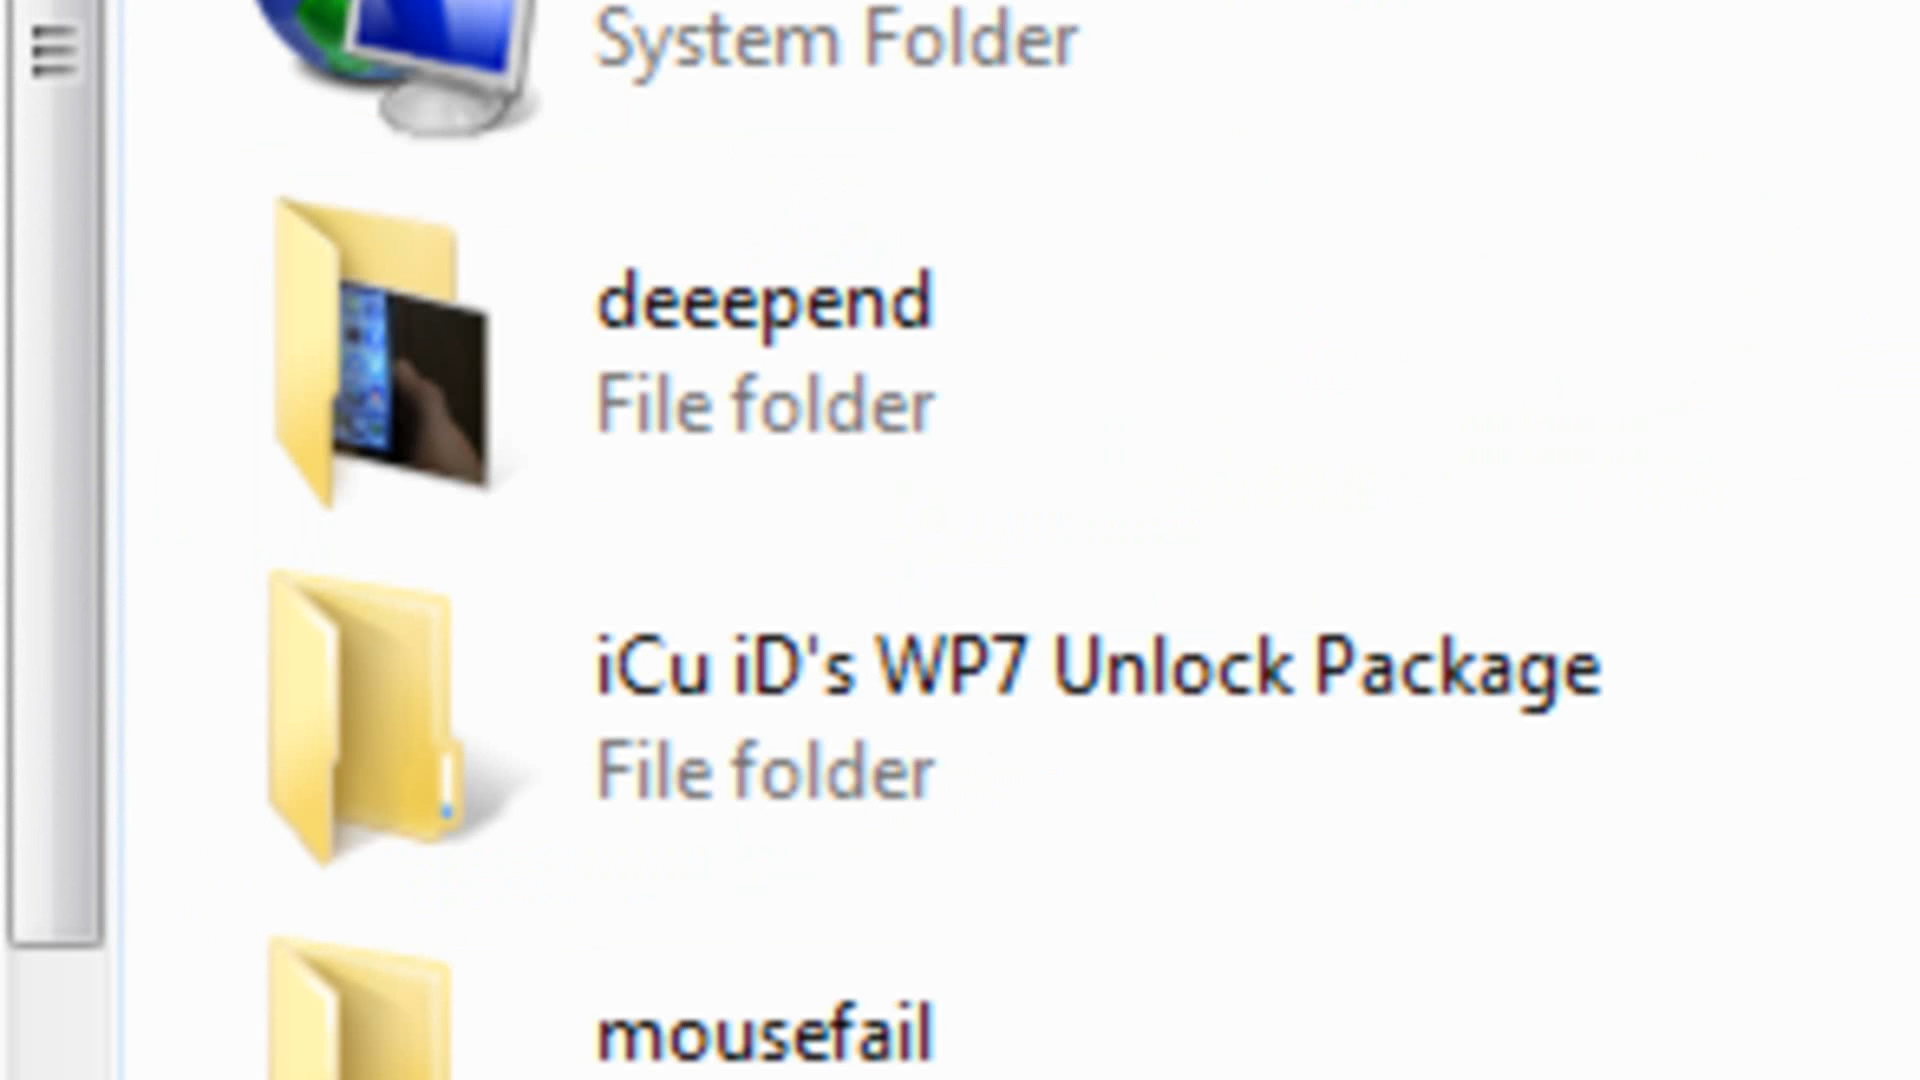 System Folder
deeepend
File folder
iCu iD's WP7 Unlock Package
File folder
mousefail